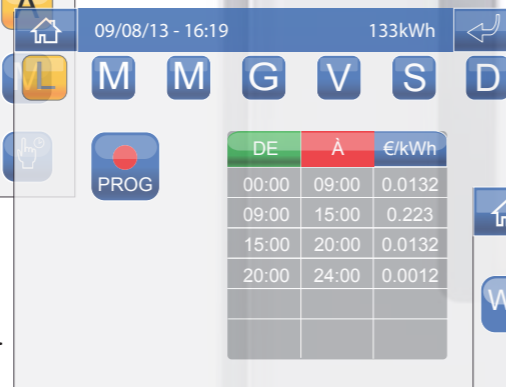 A
09/08/13 - 16:19 133kWh
L M M G V S D
PROG
DE À €/kWh
00:00 09:00 0.0132
09:00 15:00 0.223
15:00 20:00 0.0132
20:00 24:00 0.0012
W